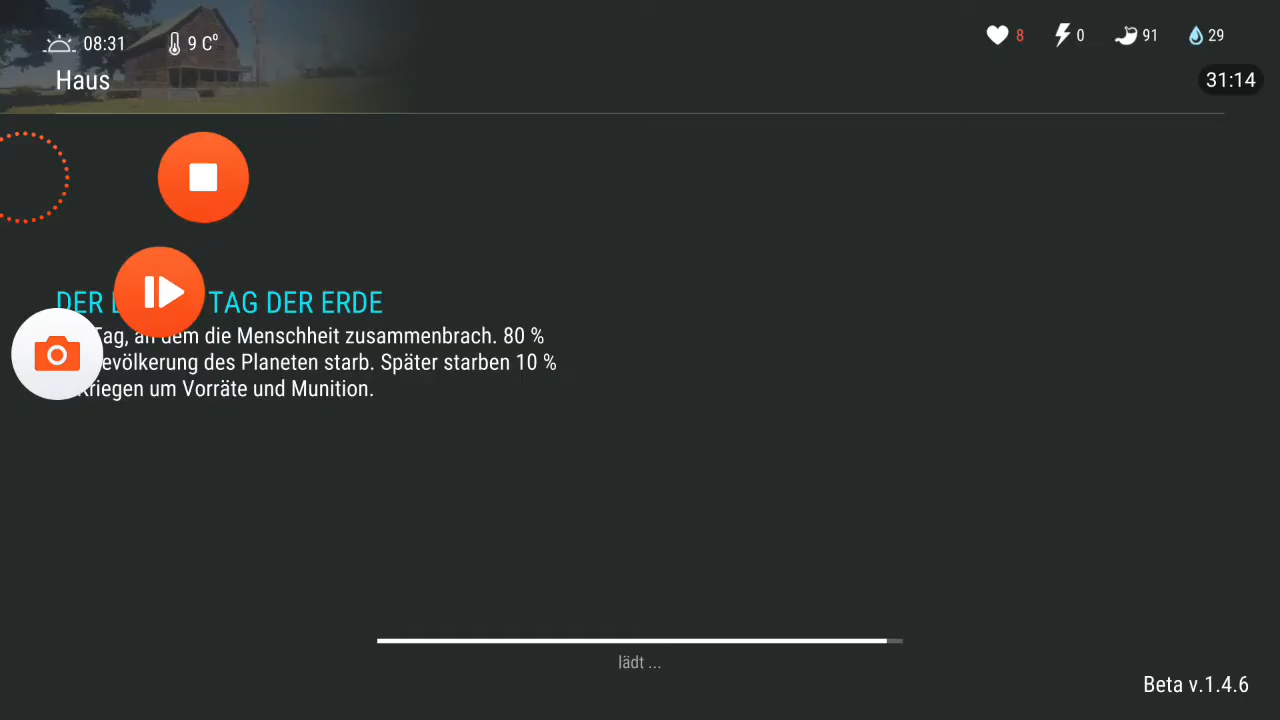 08:31 9 C° 8 0 91 29
Haus
31:14
DER TAG DER ERDE
Tag, an dem die Menschheit zusammenbrach. 80 %
des Planeten starb. Später starben 10 %
Kriegen um Vorräte und Munition.
lädt ...
Beta v.1.4.6